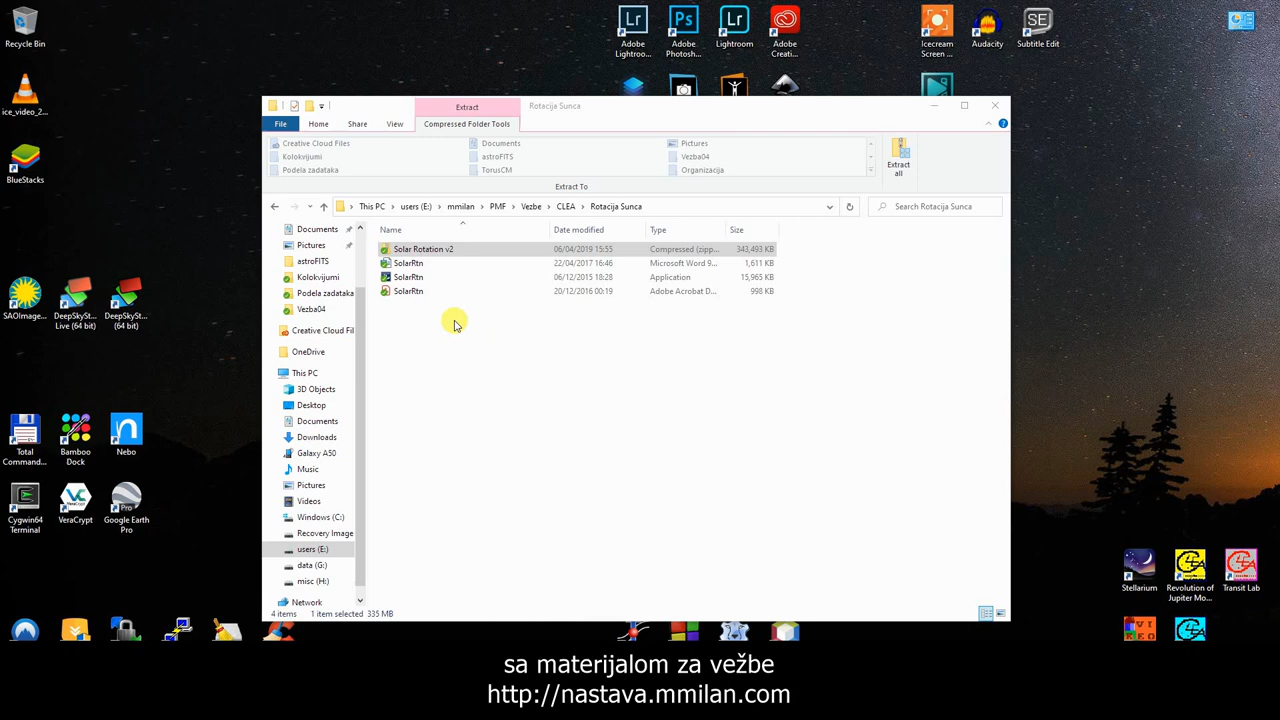 Recycle Bin
Adobe Lightroo...
Adobe Photosh...
Lightroom
Adobe Creati...
Icecream Screen ...
Audacity
Subtitle Edit
ice_video_2...
BlueStacks
SAOImage...
DeepSkySt... Live (64 bit)
DeepSkySt... (64 bit)
Total Comman...
Bamboo Dock
Nebo
Cygwin64 Terminal
VeraCrypt
Google Earth Pro
Stellarium
Revolution of Jupiter Mo...
Transit Lab
Extract
Rotacija Sunca
File
Home
Share
View
Compressed Folder Tools
Creative Cloud Files
Documents
Pictures
Kolokvijumi
astroFITS
Vezba04
Podela zadataka
TorusCM
Organizacija
Extract all
Extract To
This PC
users (E:)
mmilan
PMF
Vezbe
CLEA
Rotacija Sunca
Search Rotacija Sunca
Name
Date modified
Type
Size
Solar Rotation v2 06/04/2019 15:55 Compressed (zipp... 343,493 KB
SolarRtn 22/04/2017 16:46 Microsoft Word 9... 1,611 KB
SolarRtn 06/12/2015 18:28 Application 15,965 KB
SolarRtn 20/12/2016 00:19 Adobe Acrobat D... 998 KB
Documents
Pictures
astroFITS
Kolokvijumi
Podela zadataka
Vezba04
Creative Cloud Fil
OneDrive
This PC
3D Objects
Desktop
Documents
Downloads
Galaxy A50
Music
Pictures
Videos
Windows (C:)
Recovery Image
users (E:)
data (G:)
misc (H:)
Network
4 items 1 item selected 335 MB
sa materijalom za vežbe
http://nastava.mmilan.com